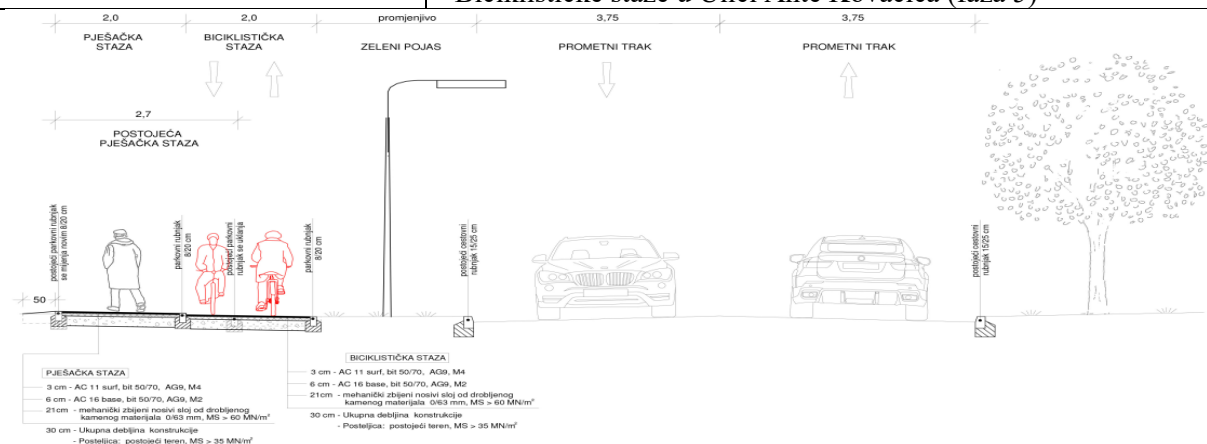 Biciklističke staze u Ulici Ante Kovačića (faza 3)
2,0
2,0
promjenjivo
3,75
3,75
PJEŠAČKA
STAZA
BICIKLISTIČKA
STAZA
ZELENI POJAS
PROMETNI TRAK
PROMETNI TRAK
2,7
POSTOJEĆA
PJEŠAČKA STAZA
postojeći parkovni rubnjak
se mijenja novim 8/20 cm
parkovni rubnjak
8/20 cm
postojeći parkovni
rubnjak se uklanja
parkovni rubnjak
8/20 cm
postojeći cestovni
rubnjak 15/25 cm
postojeći cestovni
rubnjak 15/25 cm
50
PJEŠAČKA STAZA
3 cm - AC 11 surf, bit 50/70, AG9, M4
6 cm - AC 16 base, bit 50/70, AG9, M2
21cm - mehanički zbijeni nosivi sloj od drobljenog
kamenog materijala 0/63 mm, MS > 60 MN/m²
30 cm - Ukupna debljina konstrukcije
- Posteljica: postojeći teren, MS > 35 MN/m²
BICIKLISTIČKA STAZA
3 cm - AC 11 surf, bit 50/70, AG9, M4
6 cm - AC 16 base, bit 50/70, AG9, M2
21cm - mehanički zbijeni nosivi sloj od drobljenog
kamenog materijala 0/63 mm, MS > 60 MN/m²
30 cm - Ukupna debljina konstrukcije
- Posteljica: postojeći teren, MS > 35 MN/m²